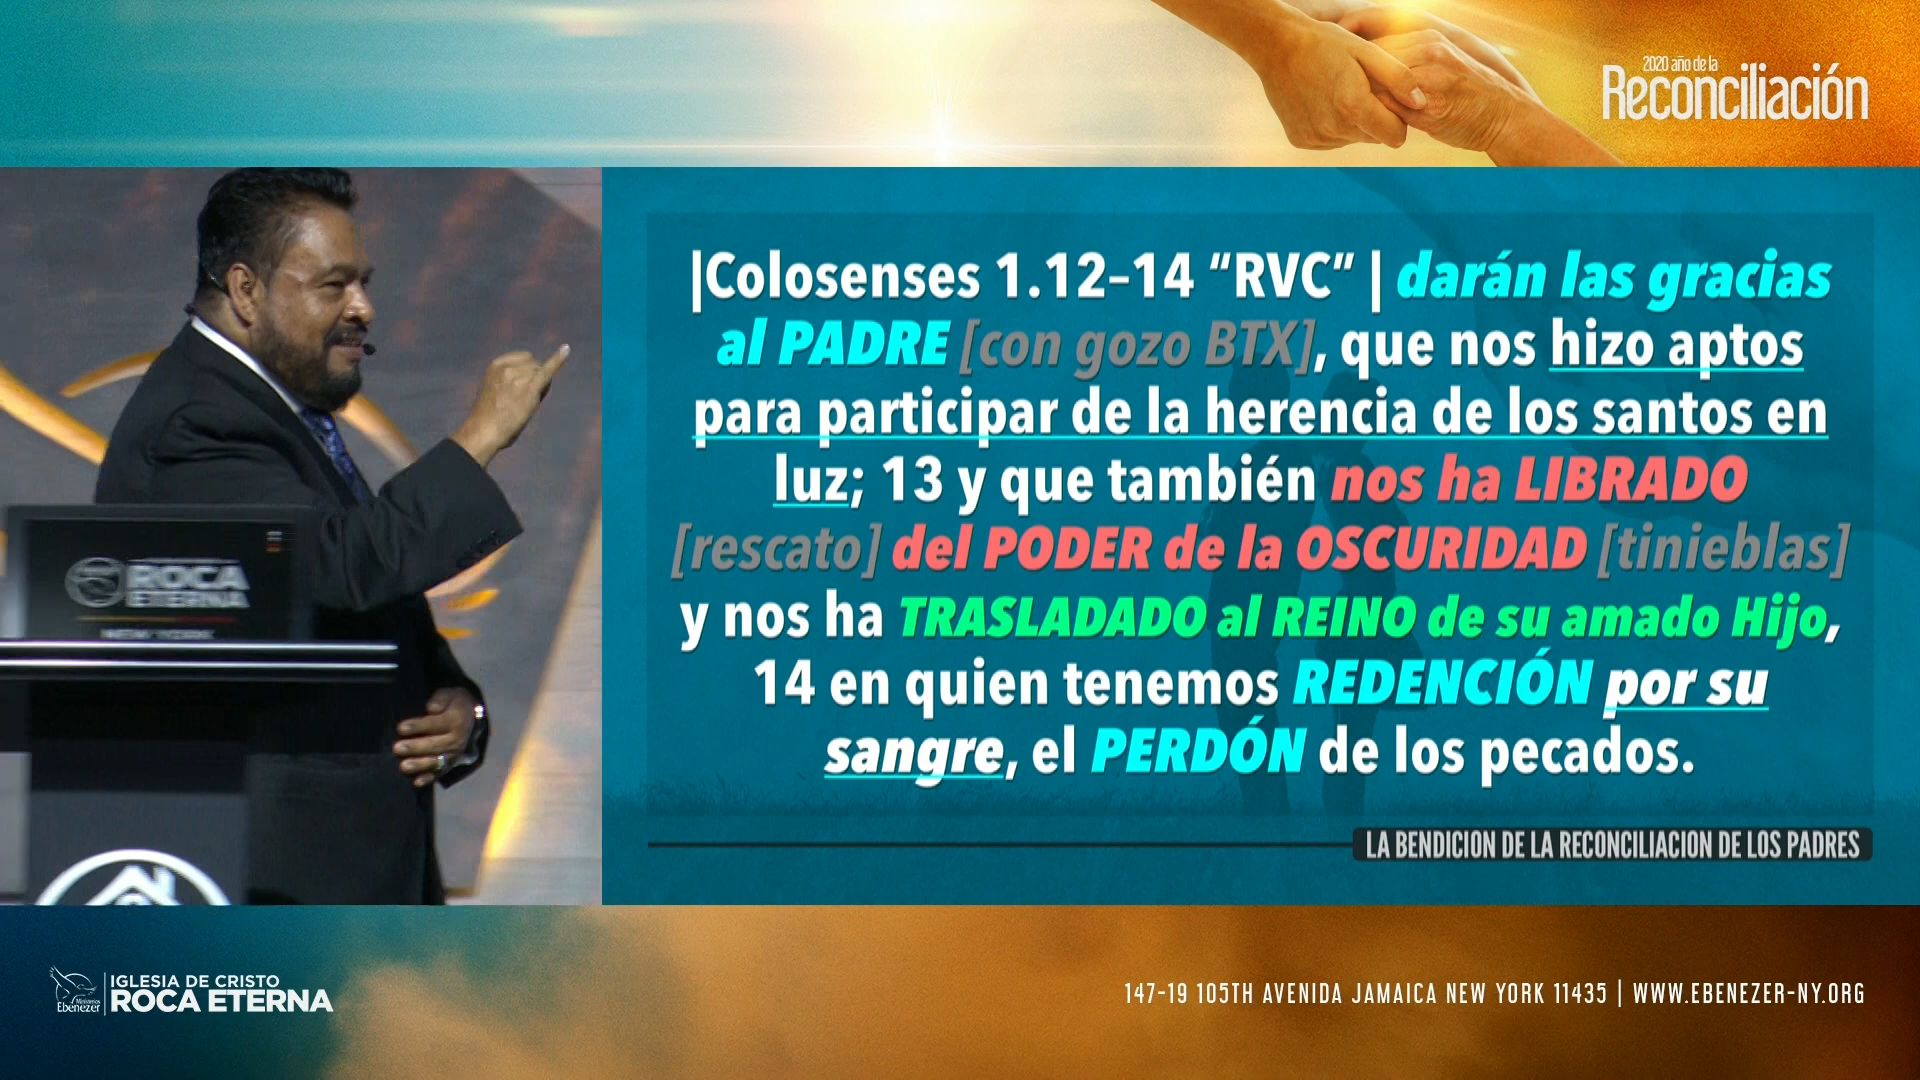 2020 año de la
Reconciliación
|Colosenses 1.12–14 “RVC” | darán las gracias
al PADRE [con gozo BTX], que nos hizo aptos
para participar de la herencia de los santos en
luz; 13 y que también nos ha LIBRADO
[rescato] del PODER de la OSCURIDAD [tinieblas]
y nos ha TRASLADADO al REINO de su amado Hijo,
14 en quien tenemos REDENCIÓN por su
sangre, el PERDÓN de los pecados.
LA BENDICION DE LA RECONCILIACION DE LOS PADRES
ROCA
ETERNA
NEW YORK
Ministerios
Ebenezer
IGLESIA DE CRISTO
ROCA ETERNA
147-19 105TH AVENIDA JAMAICA NEW YORK 11435 | WWW.EBENEZER-NY.ORG